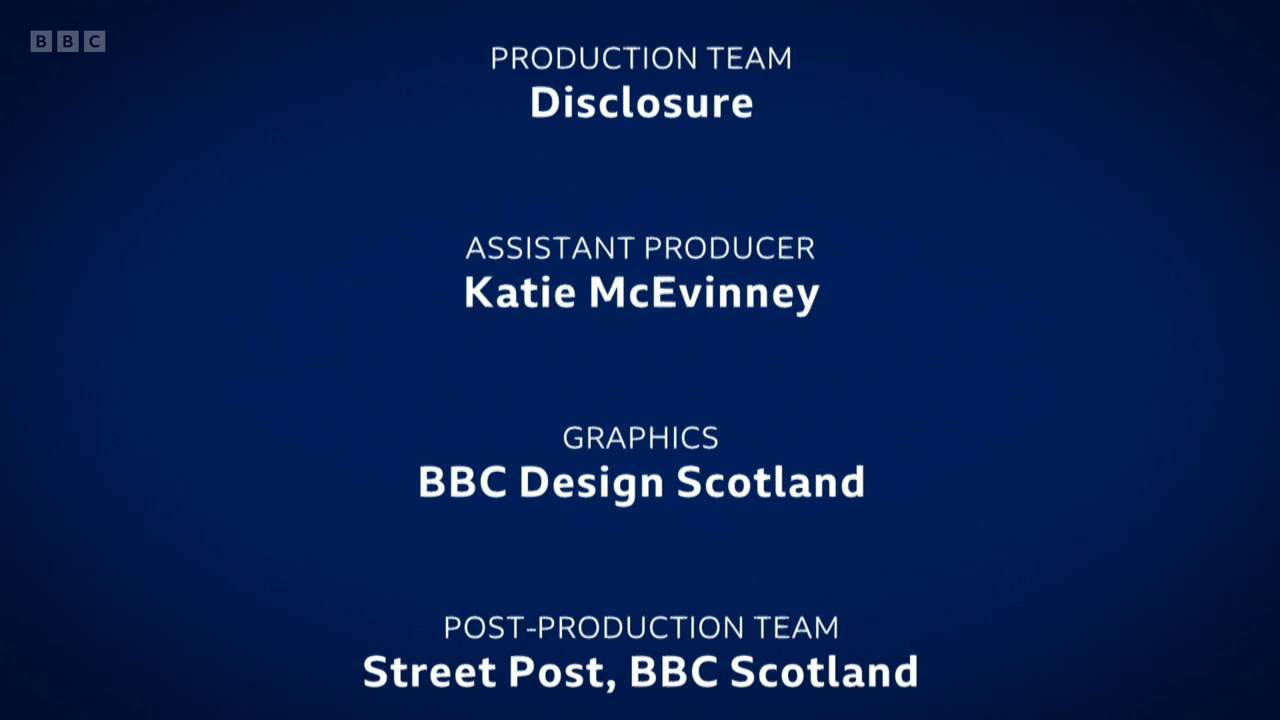 BBC
PRODUCTION TEAM
Disclosure
ASSISTANT PRODUCER
Katie McEvinney
GRAPHICS
BBC Design Scotland
POST-PRODUCTION TEAM
Street Post, BBC Scotland